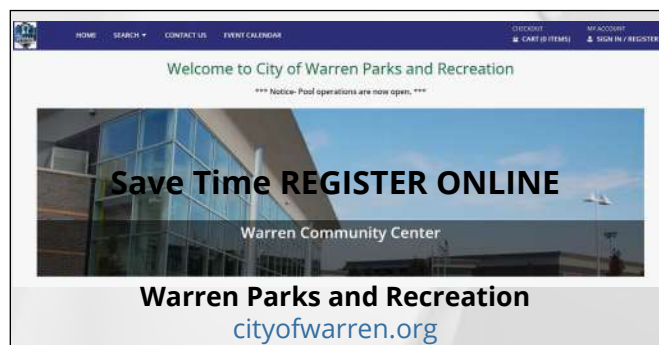 HOME SEARCH CONTACT US EVENT CALENDAR
CHECKOUT MY ACCOUNT
CART (0 ITEMS) SIGN IN / REGISTER
Welcome to City of Warren Parks and Recreation
*** Notice- Pool operations are now open. ***
Save Time REGISTER ONLINE
Warren Community Center
Warren Parks and Recreation
cityofwarren.org